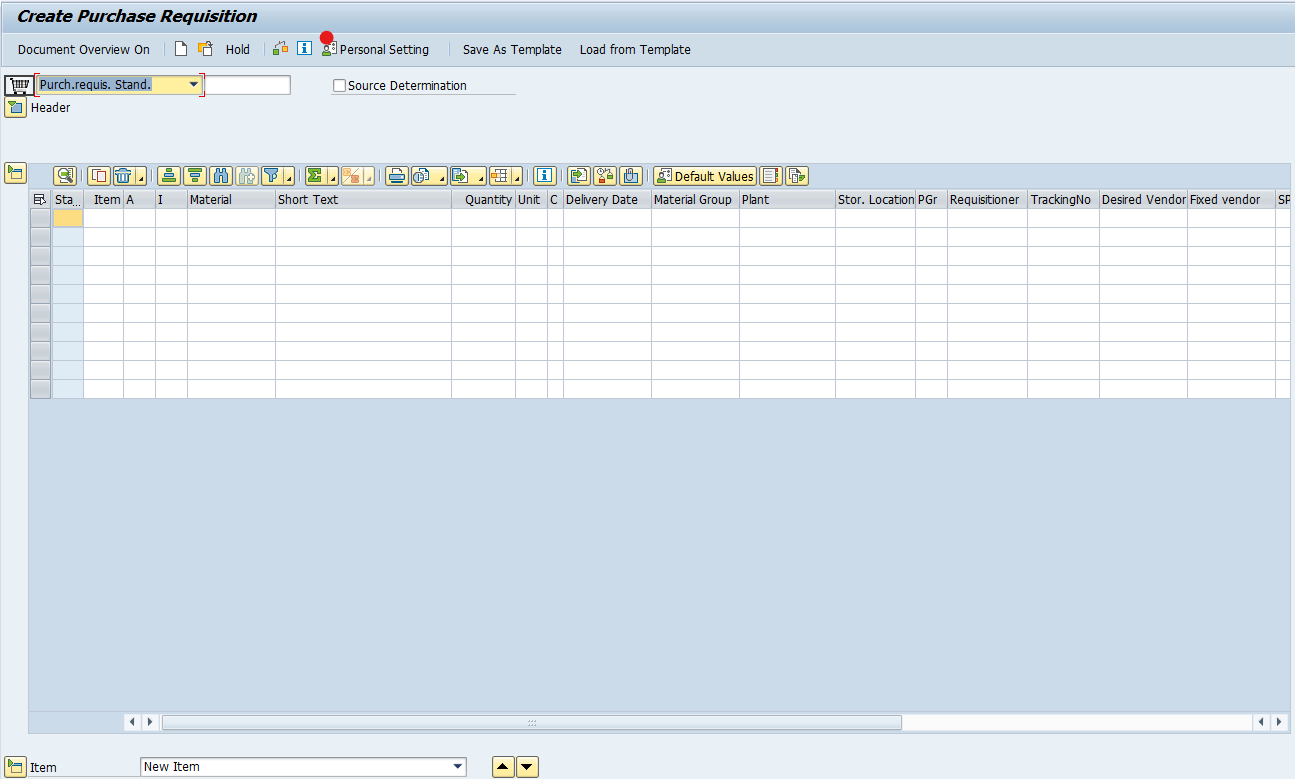 Create Purchase Requisition
Document Overview On Hold Personal Setting Save As Template Load from Template
Purch.requis. Stand. Source Determination
Header
Default Values
Sta... Item A I Material Short Text Quantity Unit C Delivery Date Material Group Plant Stor. Location PGr Requisitioner TrackingNo Desired Vendor Fixed vendor SP
Item New Item